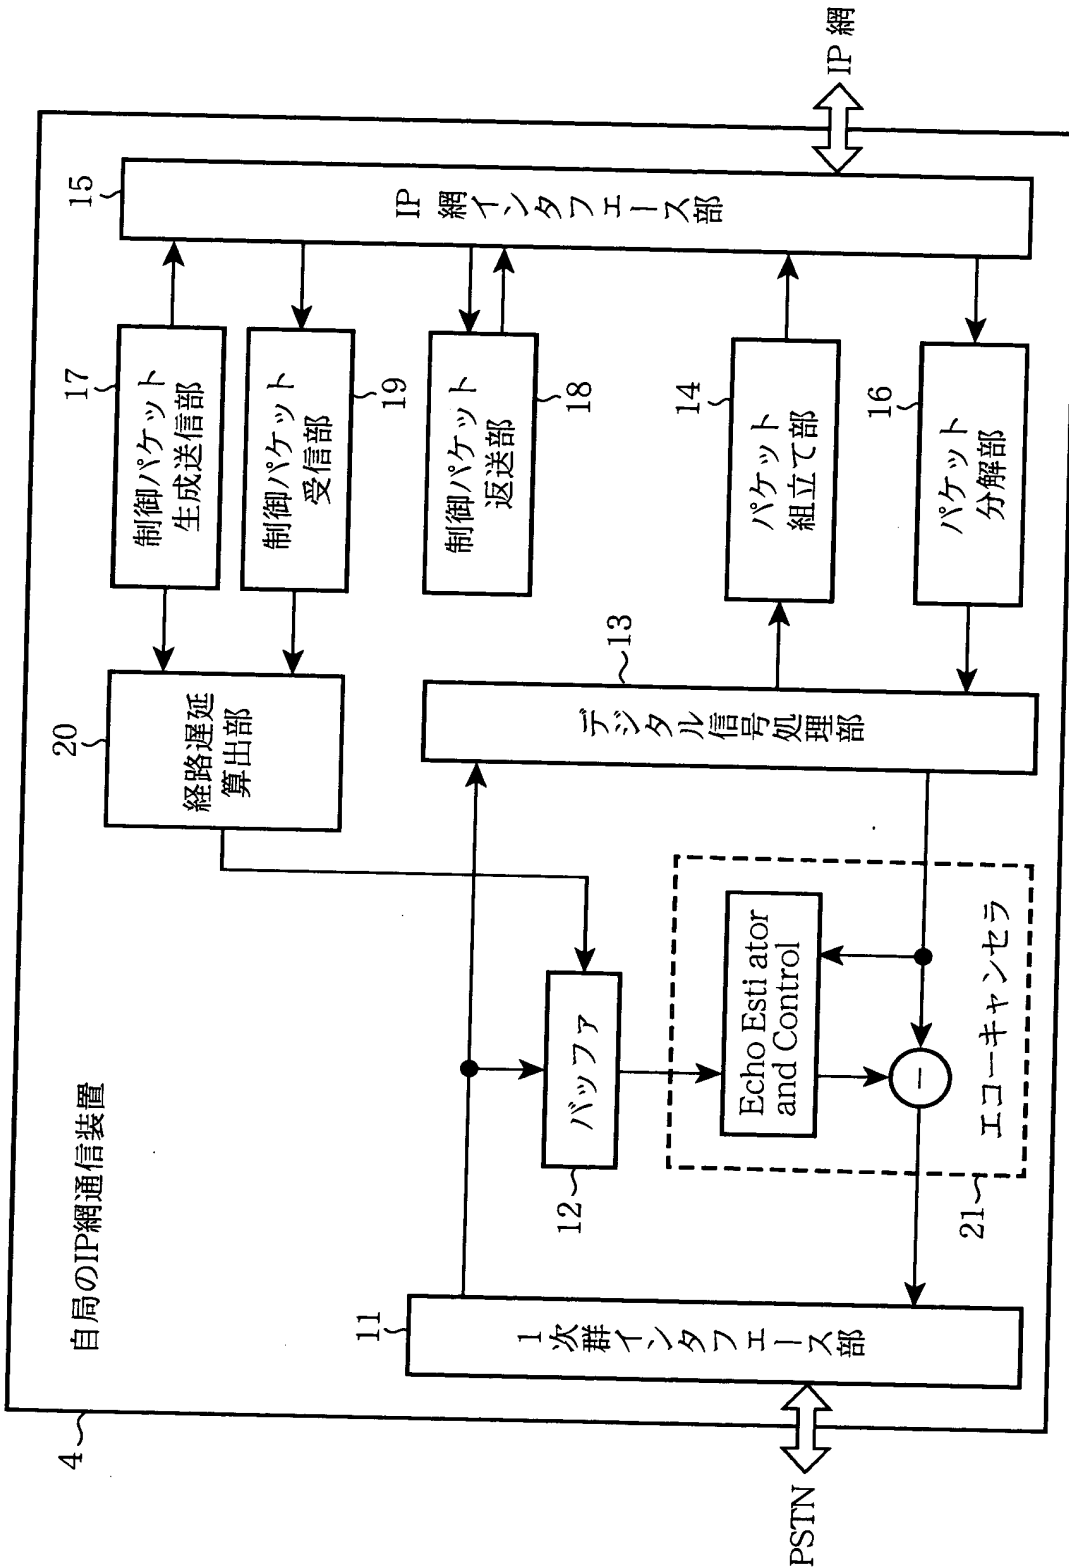 4
自局のIP網通信装置
20
経路遅延
算出部
17
制御パケット
生成送信部
制御パケット
受信部
19
制御パケット
返送部
18
15
IP 網インタフェース部
11
1次群インタフェース部
12
バッファ
13
デジタル信号処理部
14
パケット
組立て部
16
パケット
分解部
Echo Esti ator
and Control
−
エコーキャンセラ
21
PSTN
IP 網